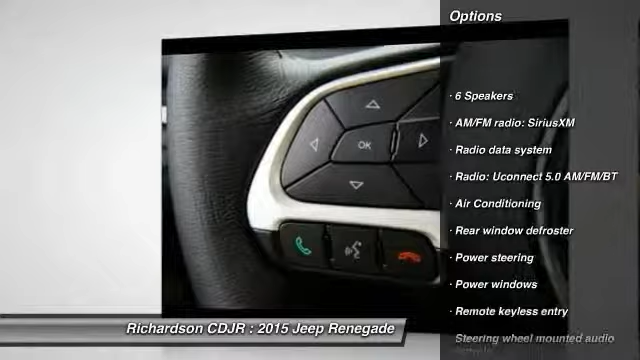 Options
· 6 Speakers
· AM/FM radio: SiriusXM
· Radio data system
· Radio: Uconnect 5.0 AM/FM/BT
· Air Conditioning
· Rear window defroster
· Power steering
· Power windows
· Remote keyless entry
· Steering wheel mounted audio
OK
Richardson CDJR : 2015 Jeep Renegade